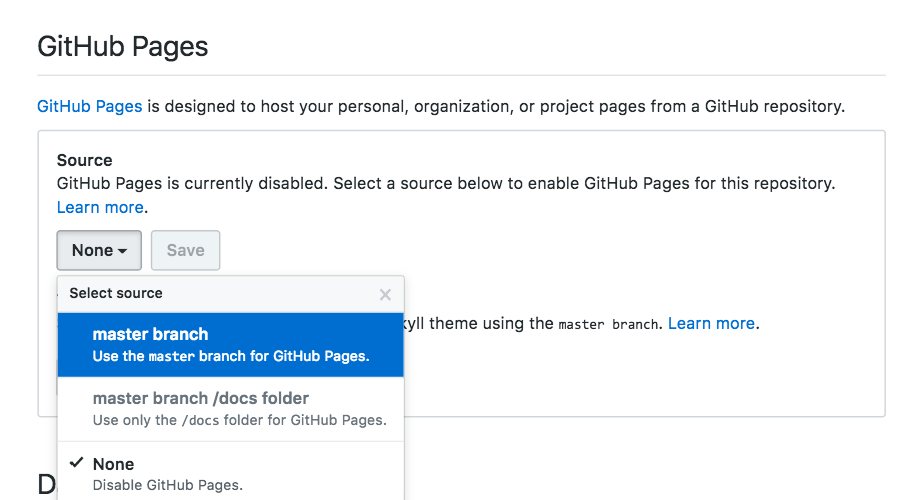 GitHub Pages
GitHub Pages is designed to host your personal, organization, or project pages from a GitHub repository.
Source
GitHub Pages is currently disabled. Select a source below to enable GitHub Pages for this repository.
Learn more.
None Save
Select source
master branch
Use the master branch for GitHub Pages.
theme using the master branch. Learn more.
master branch /docs folder
Use only the /docs folder for GitHub Pages.
None
Disable GitHub Pages.